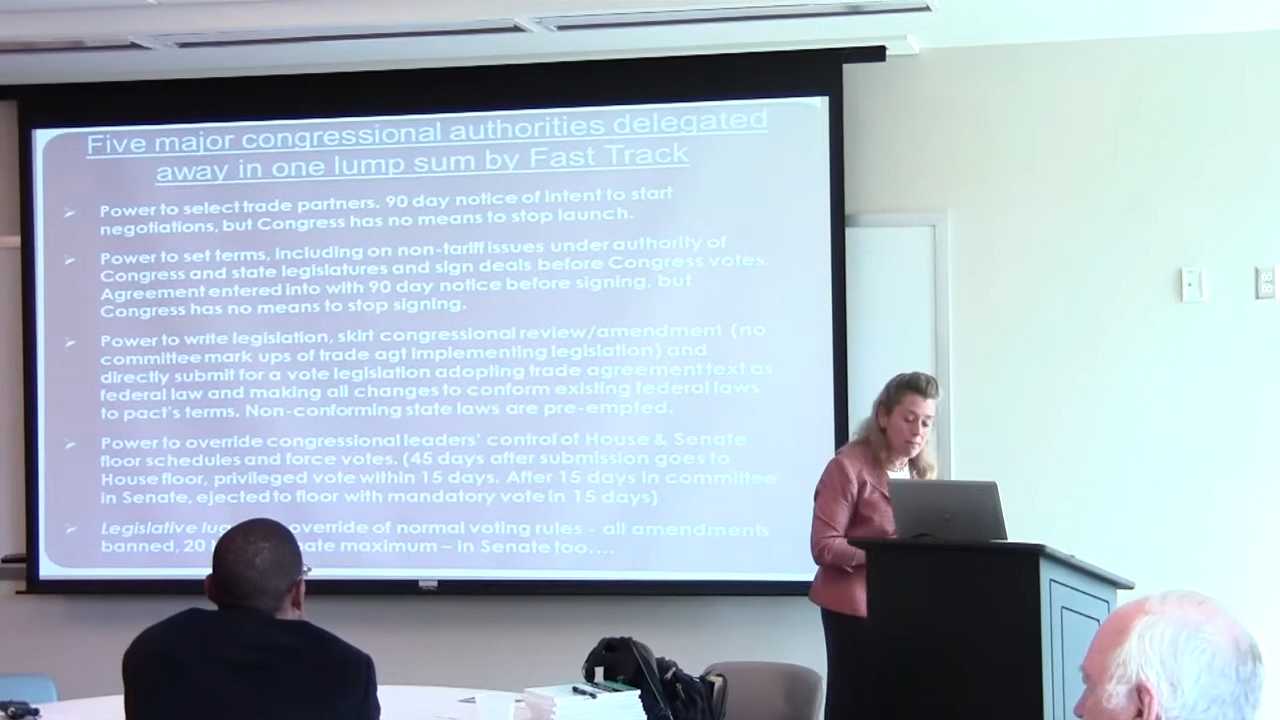 Five major congressional authorities delegated
away in one lump sum by Fast Track
Power to select trade partners. 90 day notice of intent to start
negotiations, but Congress has no means to stop launch.
Power to set terms, including on non-tariff issues under authority of
Congress and state legislatures and sign deals before Congress votes.
Agreement entered into with 90 day notice before signing, but
Congress has no means to stop signing.
Power to write legislation, skirt congressional review/amendment (no
committee mark ups of trade agt implementing legislation) and
directly submit for a vote legislation adopting trade agreement text as
federal law and making all changes to conform existing federal laws
to pact's terms. Non-conforming state laws are pre-empted.
Power to override congressional leaders' control of House & Senate
floor schedules and force votes. (45 days after submission goes to
House floor, privileged vote within 15 days. After 15 days in committee
in Senate, ejected to floor with mandatory vote in 15 days)
Legislative override of normal voting rules - all amendments
banned, 20 maximum – in Senate too....